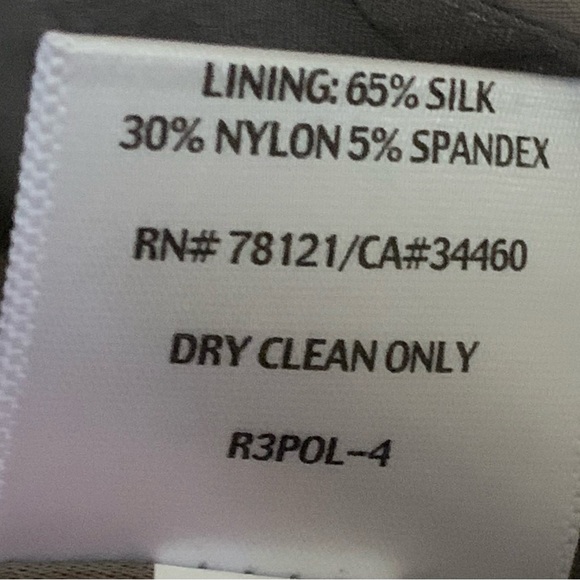 LINING: 65% SILK
30% NYLON 5% SPANDEX
RN# 78121/CA#34460
DRY CLEAN ONLY
R3POL-4